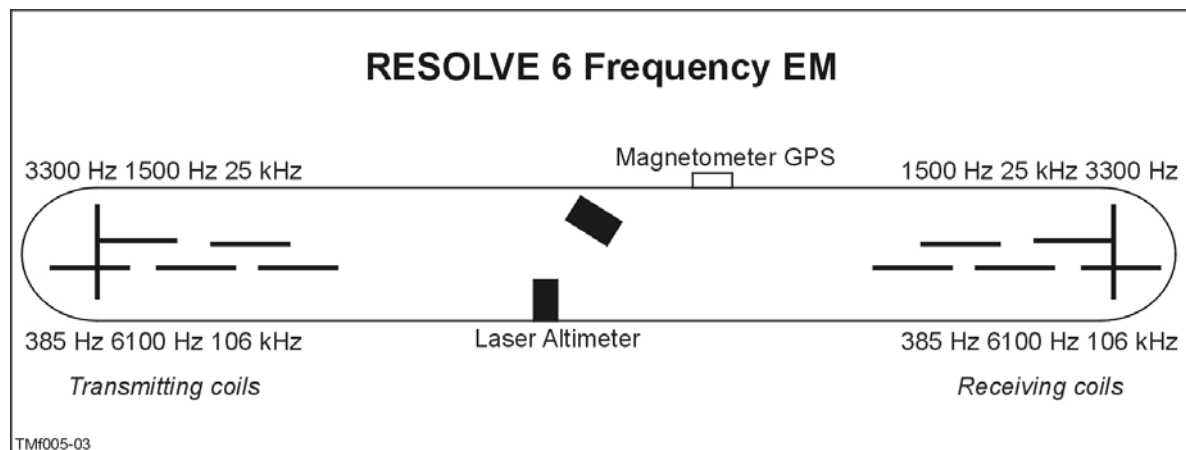 RESOLVE 6 Frequency EM
Magnetometer GPS
3300 Hz 1500 Hz 25 kHz
1500 Hz 25 kHz 3300 Hz
Laser Altimeter
385 Hz 6100 Hz 106 kHz
385 Hz 6100 Hz 106 kHz
Transmitting coils
Receiving coils
TMf005-03